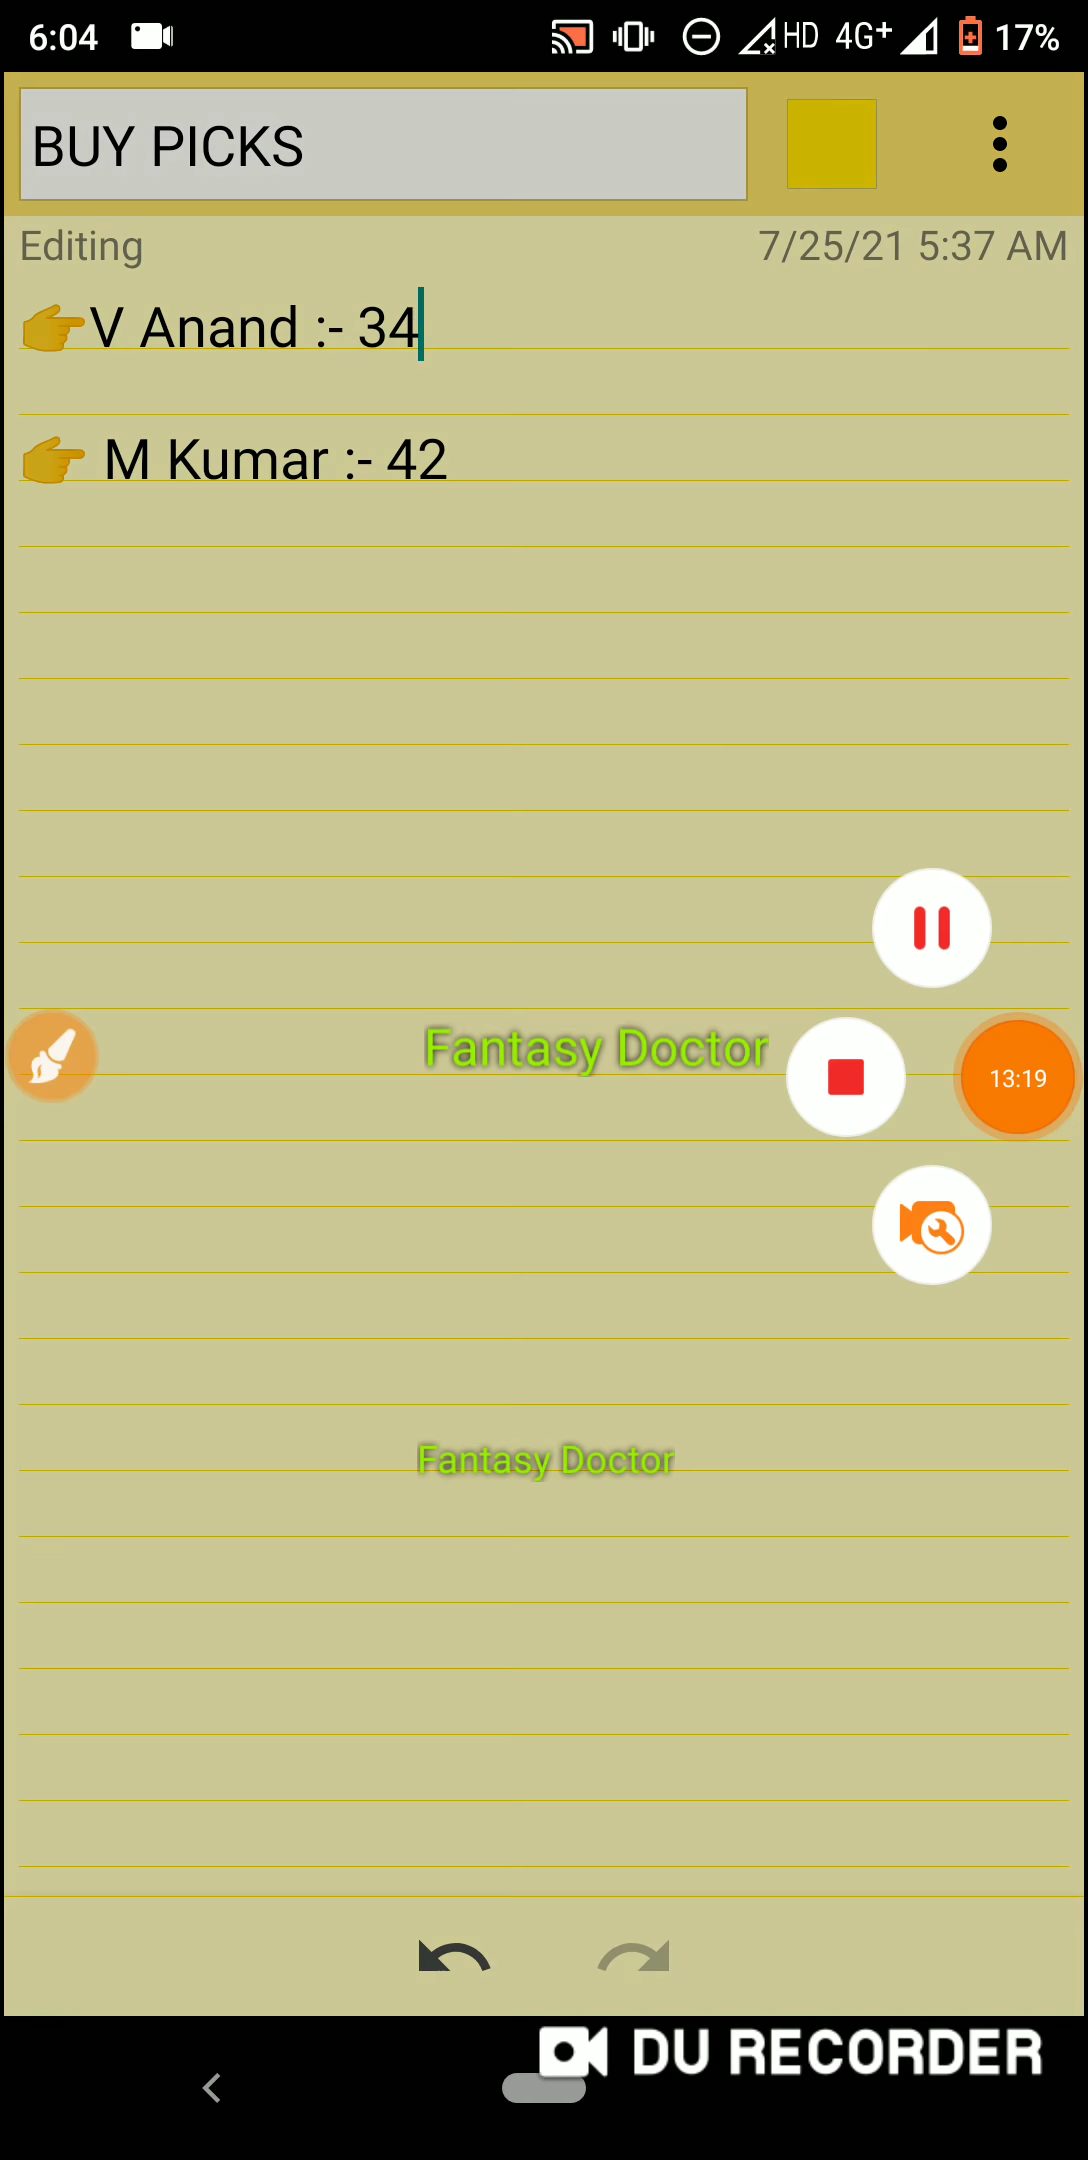 6:04 HD 4G+ 17%
BUY PICKS
Editing 7/25/21 5:37 AM
👉V Anand :- 34
👉 M Kumar :- 42
Fantasy Doctor
13:19
Fantasy Doctor
DU RECORDER